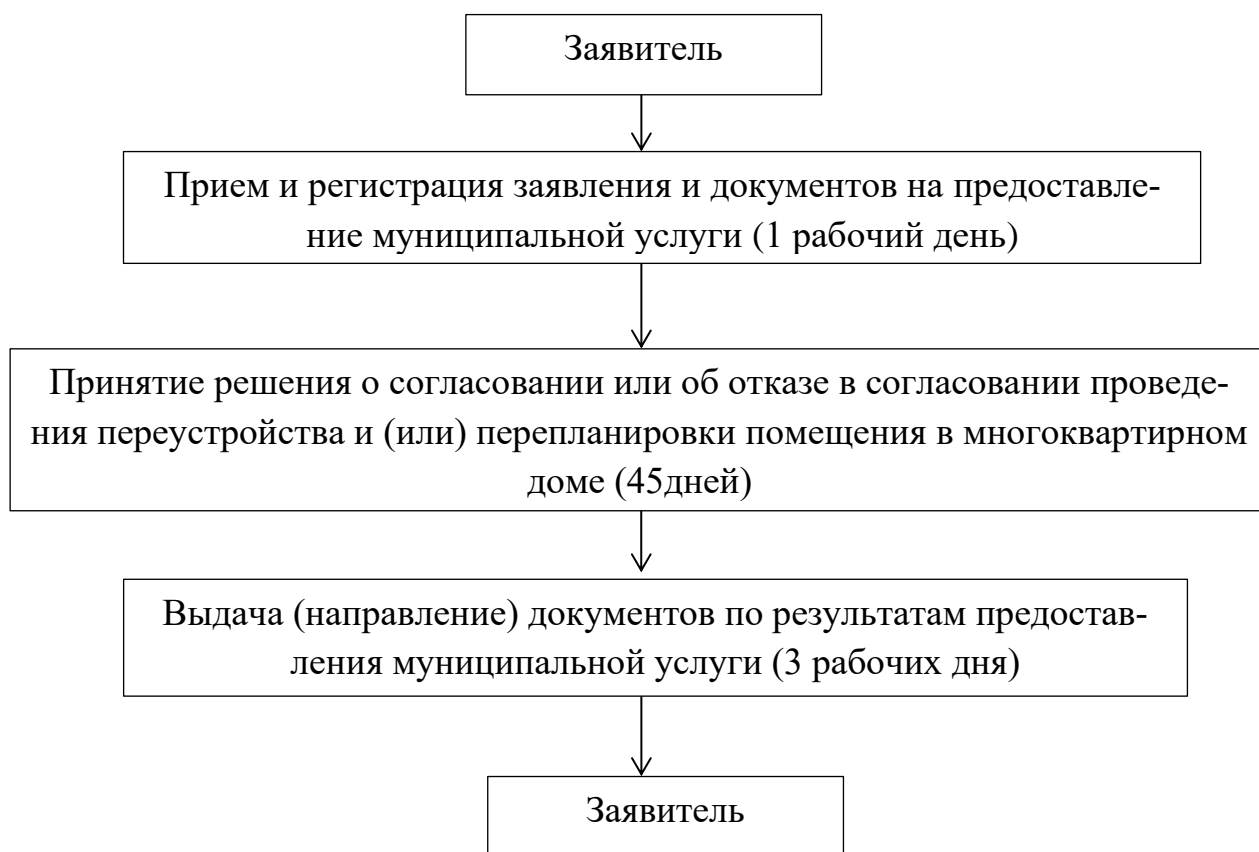 Заявитель
Прием и регистрация заявления и документов на предоставле-
ние муниципальной услуги (1 рабочий день)
Принятие решения о согласовании или об отказе в согласовании проведе-
ния переустройства и (или) перепланировки помещения в многоквартирном
доме (45дней)
Выдача (направление) документов по результатам предостав-
ления муниципальной услуги (3 рабочих дня)
Заявитель